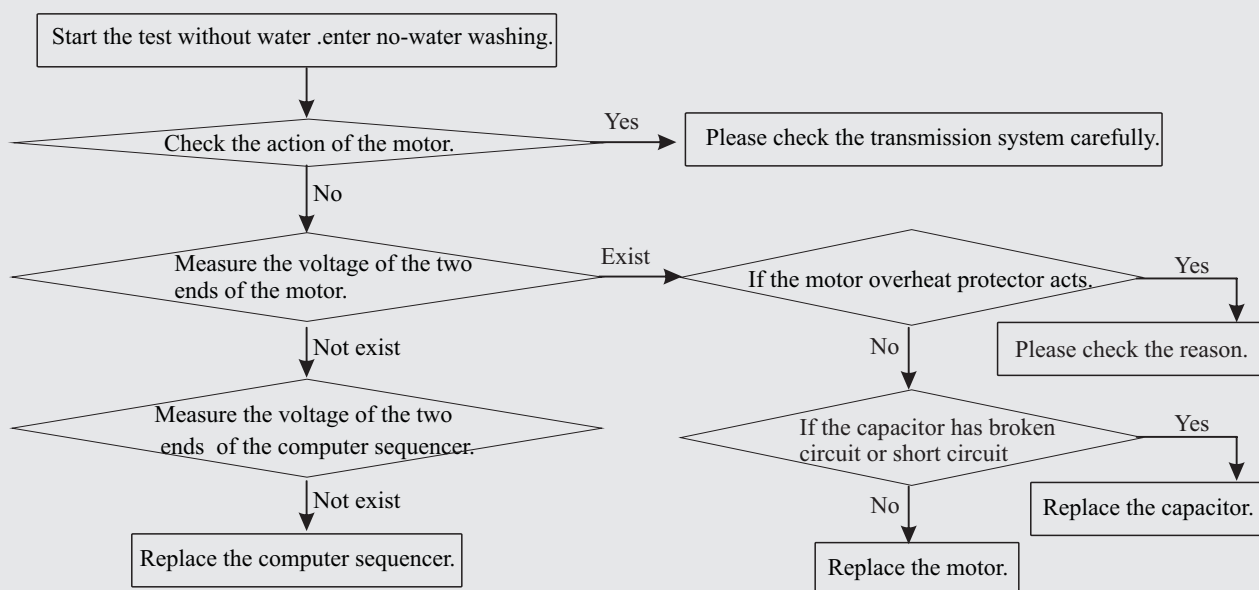 Start the test without water .enter no-water washing.
Check the action of the motor.
Yes
Please check the transmission system carefully.
No
Measure the voltage of the two
ends of the motor.
Exist
If the motor overheat protector acts.
Yes
Please check the reason.
Not exist
No
Measure the voltage of the two
ends of the computer sequencer.
If the capacitor has broken
circuit or short circuit
Yes
Replace the capacitor.
Not exist
No
Replace the computer sequencer.
Replace the motor.